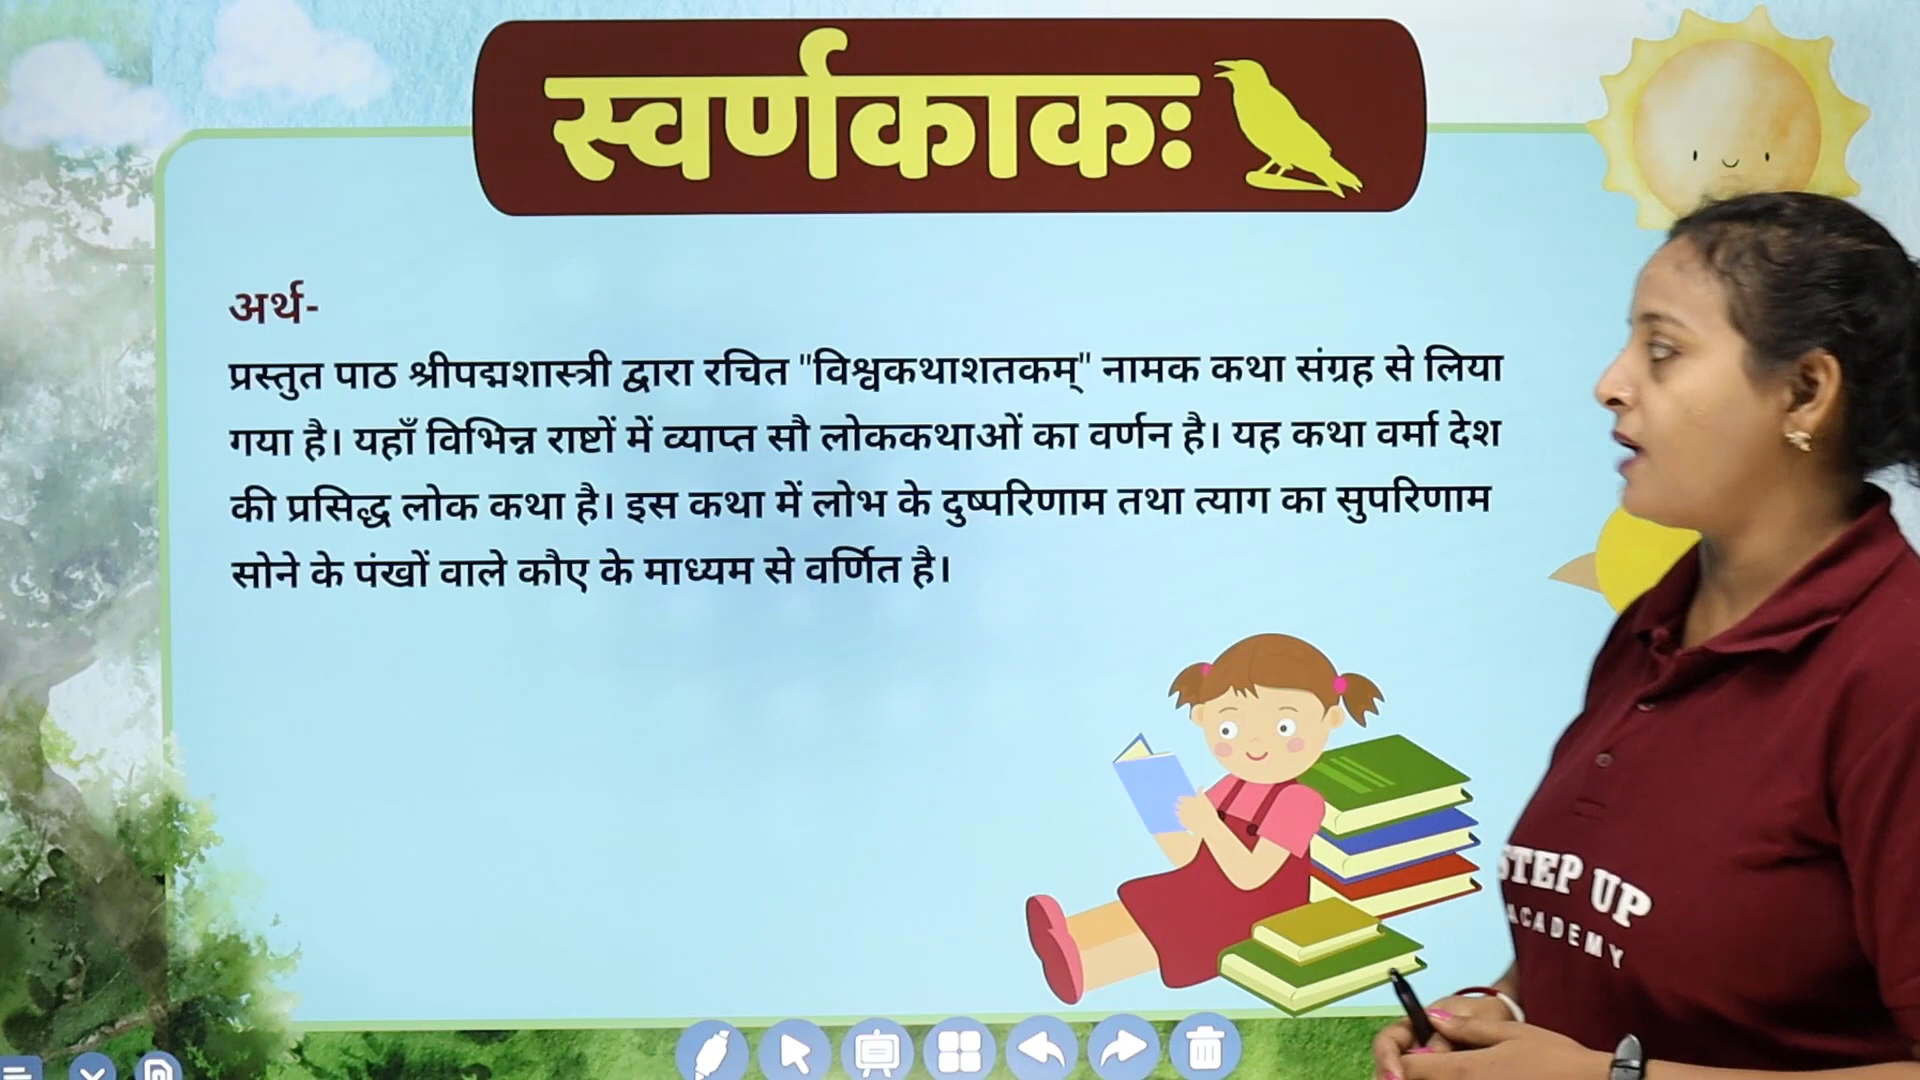 स्वर्णकाकः
अर्थ-
प्रस्तुत पाठ श्रीपद्मशास्त्री द्वारा रचित "विश्वकथाशतकम्" नामक कथा संग्रह से लिया
गया है। यहाँ विभिन्न राष्टों में व्याप्त सौ लोककथाओं का वर्णन है। यह कथा वर्मा देश
की प्रसिद्ध लोक कथा है। इस कथा में लोभ के दुष्परिणाम तथा त्याग का सुपरिणाम
सोने के पंखों वाले कौए के माध्यम से वर्णित है।
STEP UP
ACADEMY